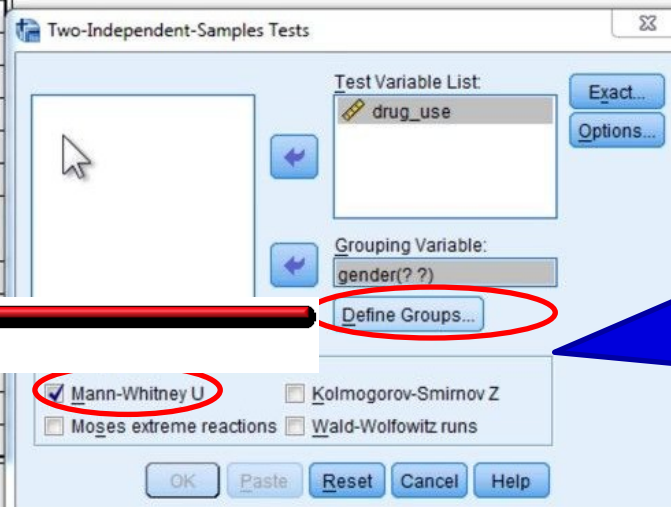 Two-Independent-Samples Tests
Test Variable List:
drug_use
Exact...
Options...
Grouping Variable:
gender(? ?)
Define Groups...
Mann-Whitney U
Kolmogorov-Smirnov Z
Moses extreme reactions
Wald-Wolfowitz runs
OK
Paste
Reset
Cancel
Help